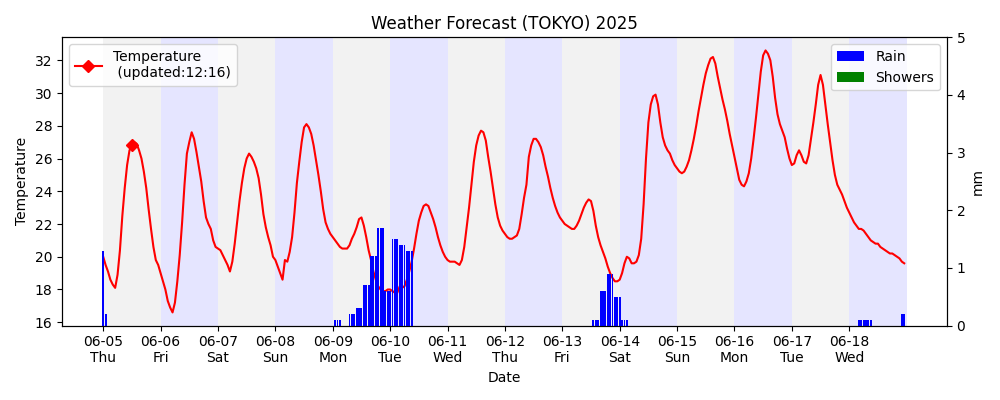 Weather Forecast (TOKYO) 2025
Temperature
(updated:12:16)
Rain
Showers
Temperature
32
30
28
26
24
22
20
18
16
5
4
3
2
1
0
mm
06-05 06-06 06-07 06-08 06-09 06-10 06-11 06-12 06-13 06-14 06-15 06-16 06-17 06-18
Thu Fri Sat Sun Mon Tue Wed Thu Fri Sat Sun Mon Tue Wed
Date